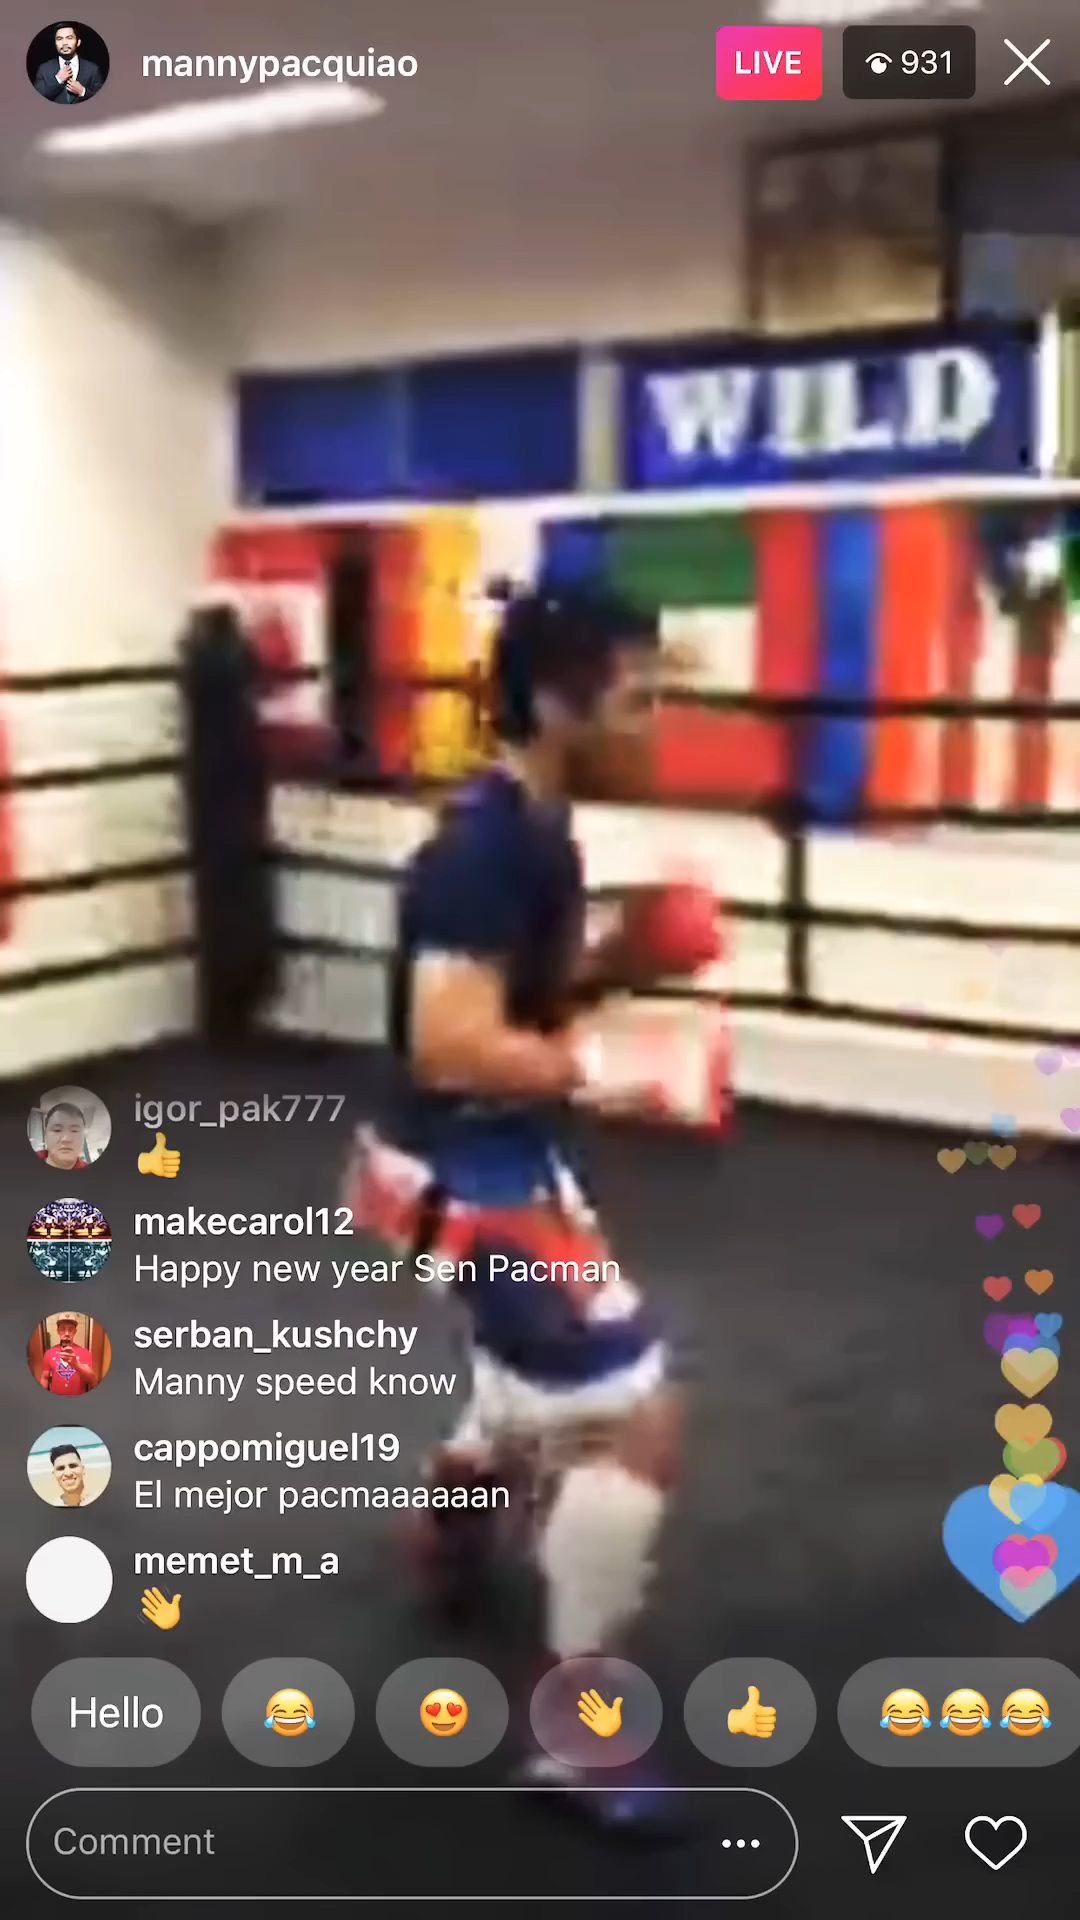 mannypacquiao
LIVE
931
WILD
igor_pak777
👍
makecarol12
Happy new year Sen Pacman
serban_kushchy
Manny speed know
cappomiguel19
El mejor pacmaaaaaan
memet_m_a
👋
Hello 😂 😍 👋 👍 😂😂😂
Comment